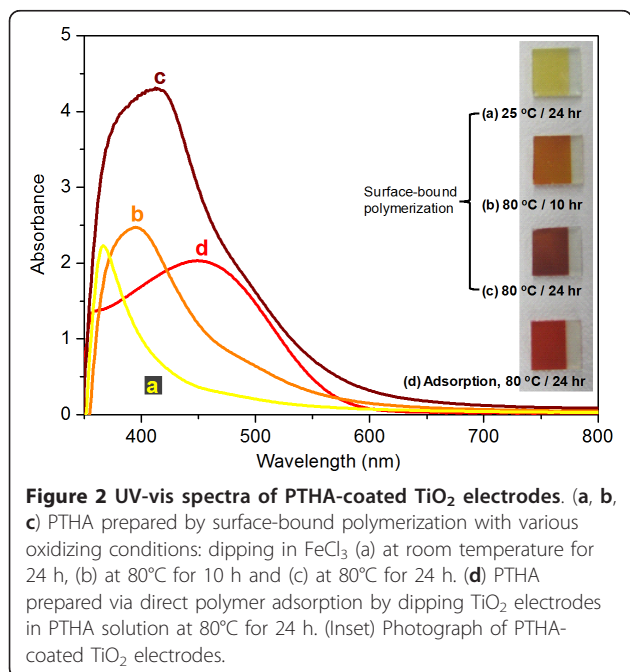 5
4
3
2
1
0
Absorbance
400
500
600
700
800
Wavelength (nm)
c
b
d
a
(a) 25 °C / 24 hr
Surface-bound
polymerization
(b) 80 °C / 10 hr
(c) 80 °C / 24 hr
(d) Adsorption, 80 °C / 24 hr
Figure 2 UV-vis spectra of PTHA-coated TiO₂ electrodes. (a, b,
c) PTHA prepared by surface-bound polymerization with various
oxidizing conditions: dipping in FeCl₃ (a) at room temperature for
24 h, (b) at 80°C for 10 h and (c) at 80°C for 24 h. (d) PTHA
prepared via direct polymer adsorption by dipping TiO₂ electrodes
in PTHA solution at 80°C for 24 h. (Inset) Photograph of PTHA-
coated TiO₂ electrodes.